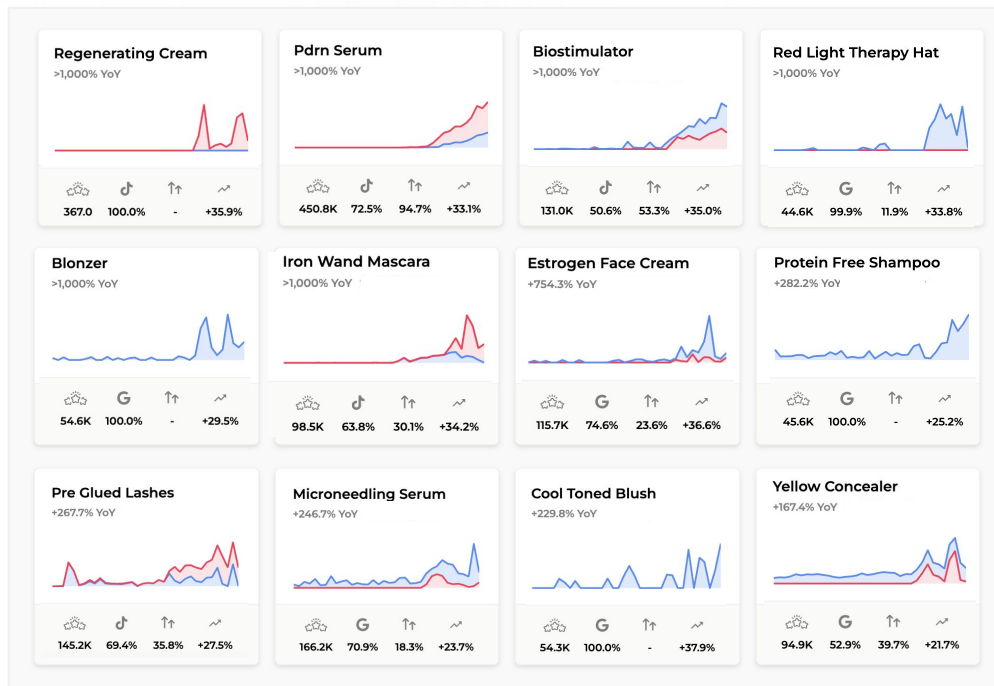 Regenerating Cream
>1,000% YoY
367.0 100.0% - +35.9%
Pdrn Serum
>1,000% YoY
450.8K 72.5% 94.7% +33.1%
Biostimulator
>1,000% YoY
131.0K 50.6% 53.3% +35.0%
Red Light Therapy Hat
>1,000% YoY
44.6K 99.9% 11.9% +33.8%
Blonzer
>1,000% YoY
54.6K 100.0% - +29.5%
Iron Wand Mascara
>1,000% YoY
98.5K 63.8% 30.1% +34.2%
Estrogen Face Cream
+754.3% YoY
115.7K 74.6% 23.6% +36.6%
Protein Free Shampoo
+282.2% YoY
45.6K 100.0% - +25.2%
Pre Glued Lashes
+267.7% YoY
145.2K 69.4% 35.8% +27.5%
Microneedling Serum
+246.7% YoY
166.2K 70.9% 18.3% +23.7%
Cool Toned Blush
+229.8% YoY
54.3K 100.0% - +37.9%
Yellow Concealer
+167.4% YoY
94.9K 52.9% 39.7% +21.7%